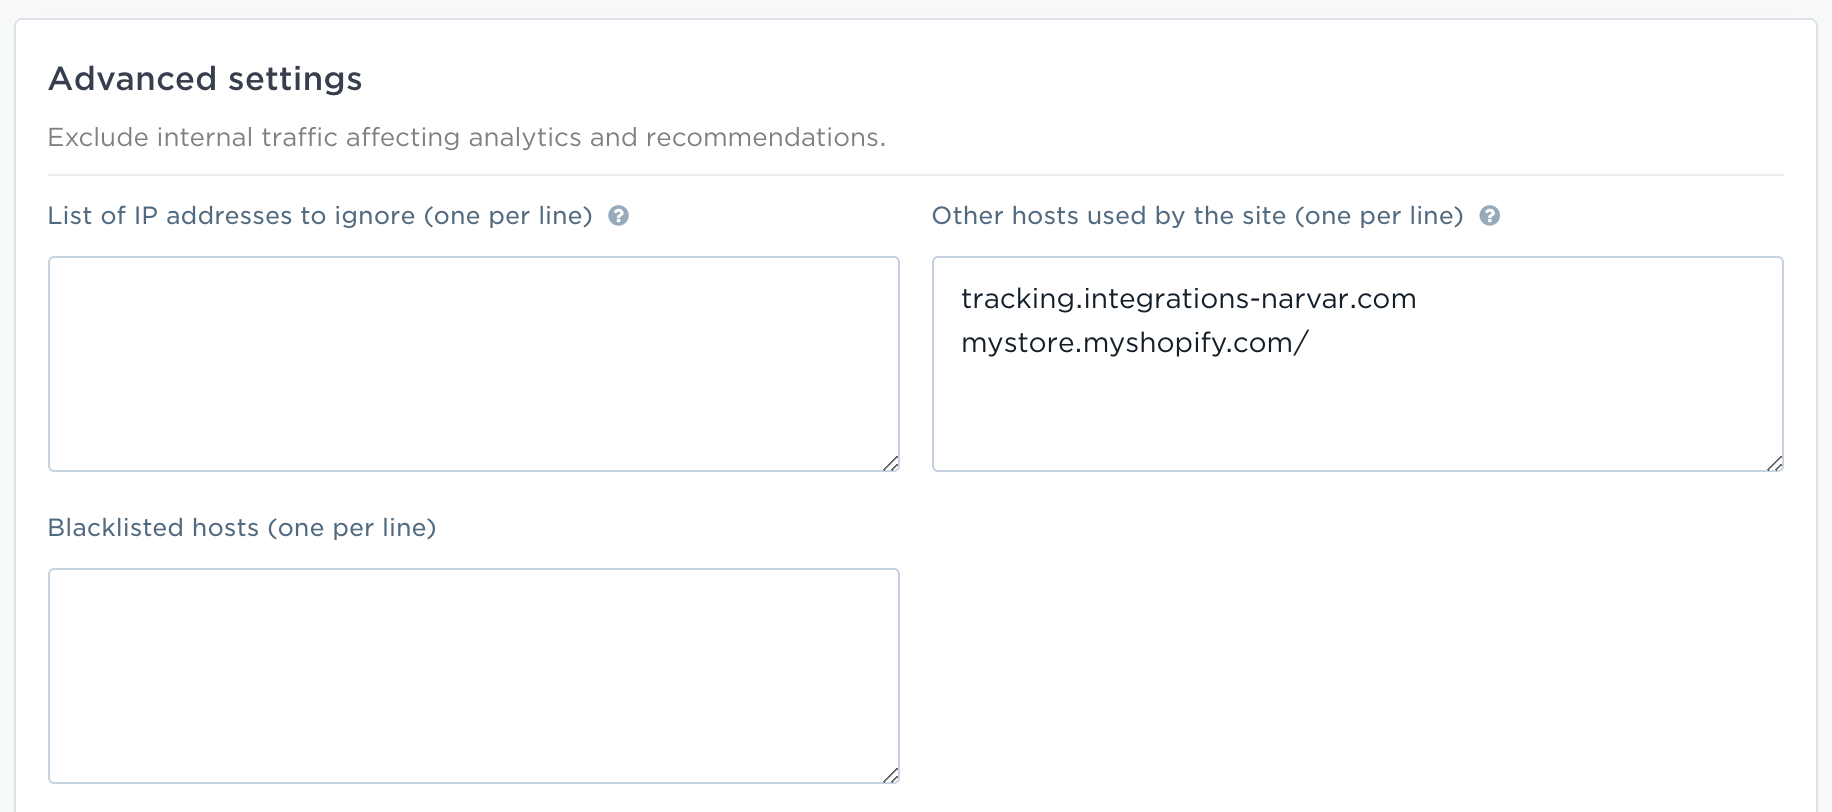 Advanced settings
Exclude internal traffic affecting analytics and recommendations.
List of IP addresses to ignore (one per line) ?
Other hosts used by the site (one per line) ?
tracking.integrations-narvar.com
mystore.myshopify.com/
Blacklisted hosts (one per line)